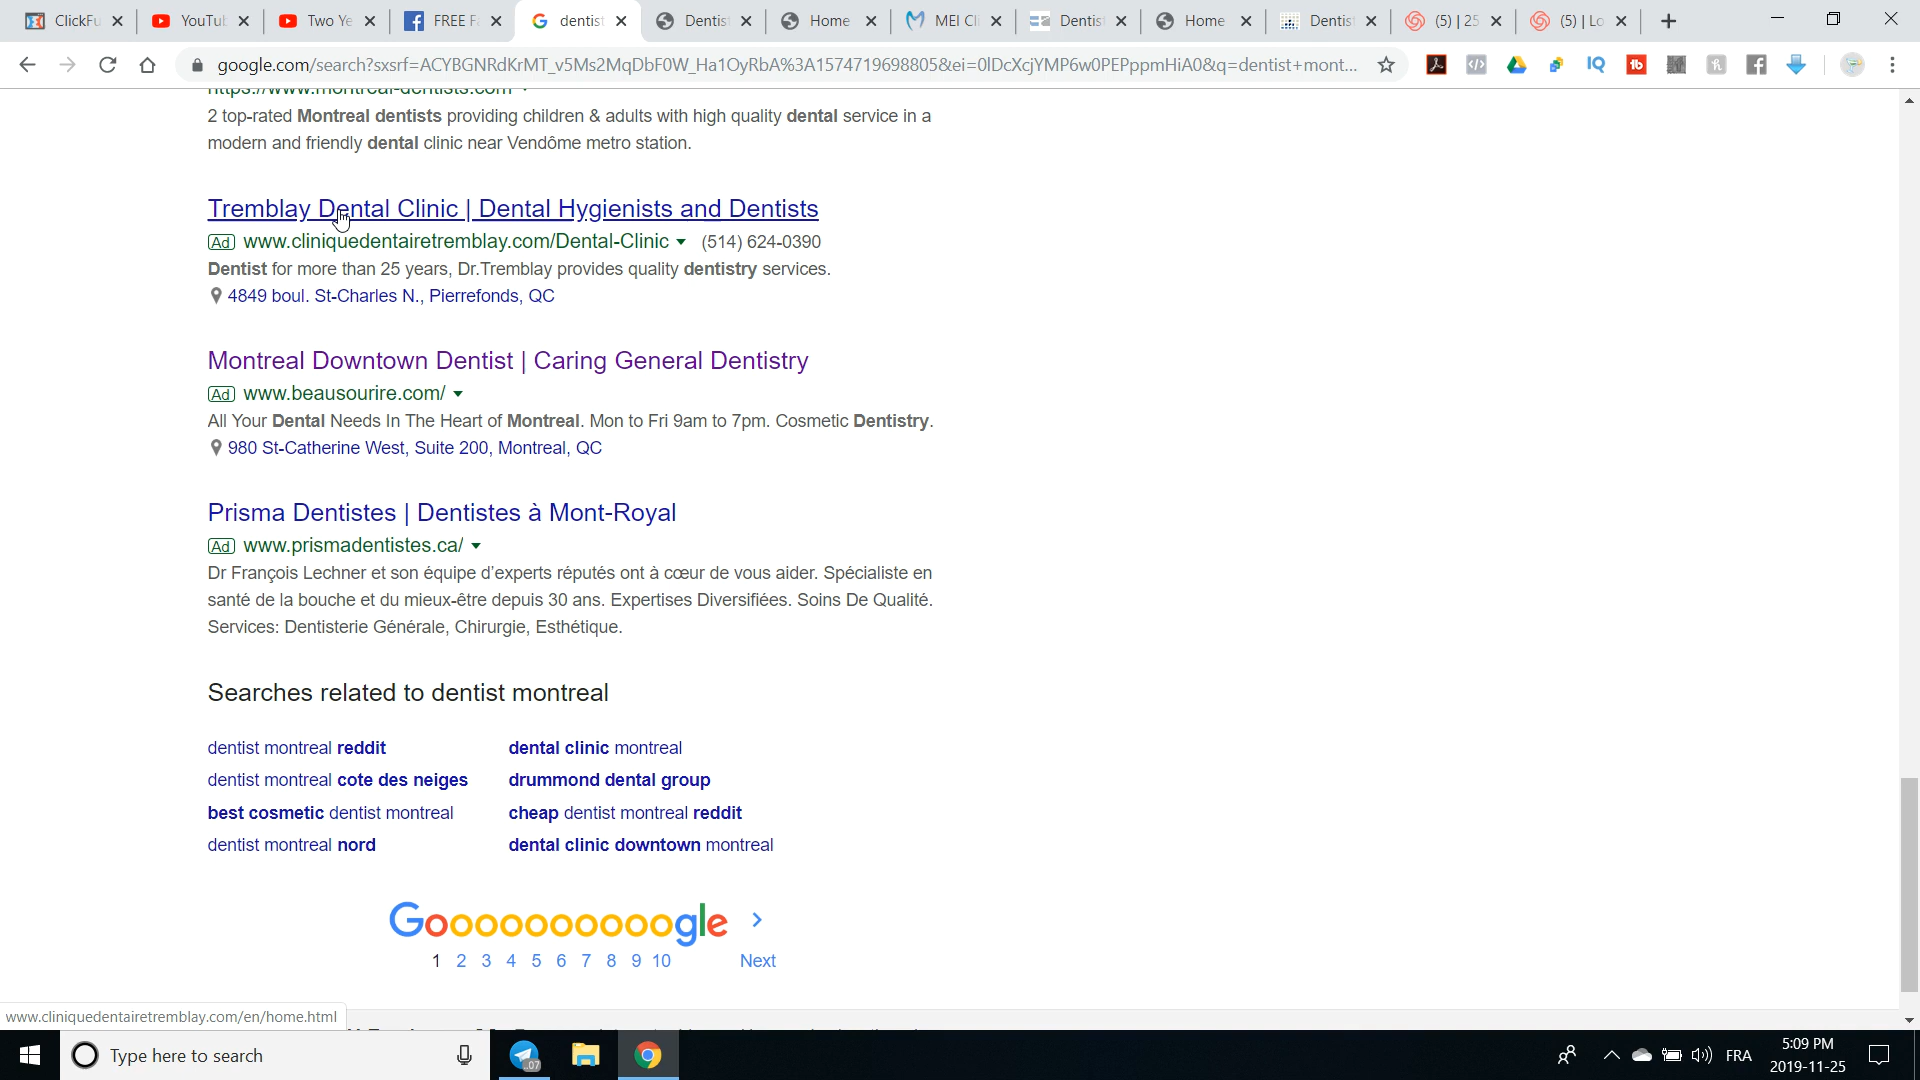 ClickFu
YouTub
Two Ye
FREE F
dentist
Dentis
Home
MEI Cli
Dentis
Home
Dentis
(5) | 25
(5) | Lo
google.com/search?sxsrf=ACYBGNRdKrMT_v5Ms2MqDbF0W_Ha1OyRbA%3A1574719698805&ei=0lDcXcjYMP6w0PEPppmHiA0&q=dentist+mont...
https://www.montreal-dentists.com
2 top-rated Montreal dentists providing children & adults with high quality dental service in a
modern and friendly dental clinic near Vendôme metro station.
Tremblay Dental Clinic | Dental Hygienists and Dentists
Ad www.cliniquedentairetremblay.com/Dental-Clinic (514) 624-0390
Dentist for more than 25 years, Dr.Tremblay provides quality dentistry services.
4849 boul. St-Charles N., Pierrefonds, QC
Montreal Downtown Dentist | Caring General Dentistry
Ad www.beausourire.com/
All Your Dental Needs In The Heart of Montreal. Mon to Fri 9am to 7pm. Cosmetic Dentistry.
980 St-Catherine West, Suite 200, Montreal, QC
Prisma Dentistes | Dentistes à Mont-Royal
Ad www.prismadentistes.ca/
Dr François Lechner et son équipe d'experts réputés ont à cœur de vous aider. Spécialiste en
santé de la bouche et du mieux-être depuis 30 ans. Expertises Diversifiées. Soins De Qualité.
Services: Dentisterie Générale, Chirurgie, Esthétique.
Searches related to dentist montreal
dentist montreal reddit
dental clinic montreal
dentist montreal cote des neiges
drummond dental group
best cosmetic dentist montreal
cheap dentist montreal reddit
dentist montreal nord
dental clinic downtown montreal
Goooooooooogle
1 2 3 4 5 6 7 8 9 10 Next
www.cliniquedentairetremblay.com/en/home.html
Type here to search
.07
FRA
5:09 PM
2019-11-25